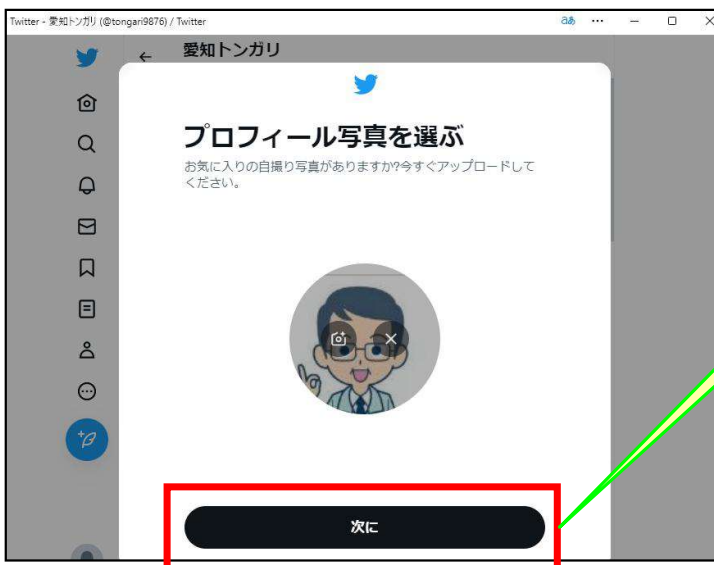 Twitter - 愛知トンガリ (@tongari9876) / Twitter
aあ
愛知トンガリ
プロフィール写真を選ぶ
お気に入りの自撮り写真がありますか?今すぐアップロードして
ください。
次に